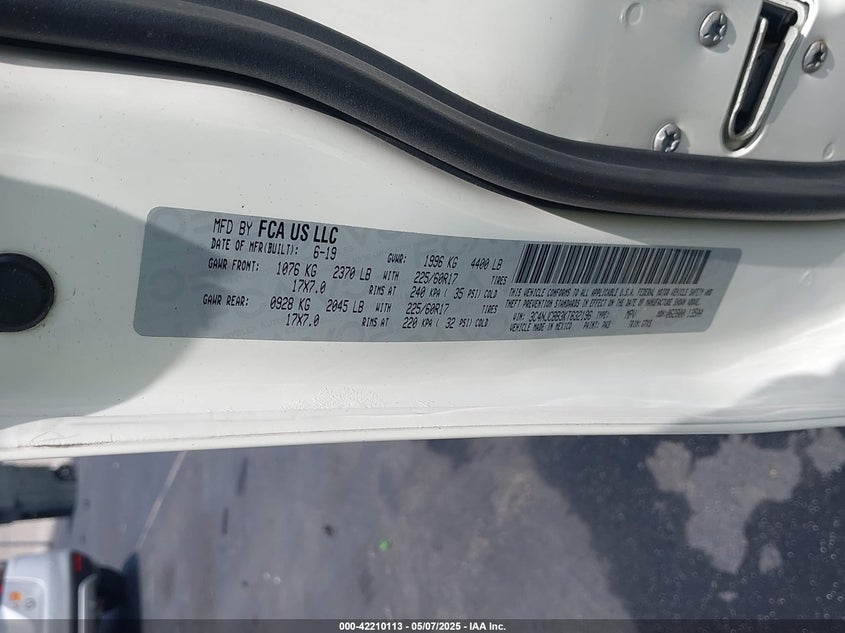 MFD BY FCA US LLC
DATE OF MFR(BUILT): 6-19 GVWR: 1996 KG 4400 LB
GAWR FRONT: 1076 KG 2370 LB WITH 225/60R17 TIRES
17X7.0 RIMS AT 240 KPA ( 35 PSI) COLD
GAWR REAR: 0928 KG 2045 LB WITH 225/60R17 TIRES
17X7.0 RIMS AT 220 KPA ( 32 PSI) COLD
THIS VEHICLE CONFORMS TO ALL APPLICABLE U.S.A. FEDERAL MOTOR VEHICLE SAFETY AND
THEFT PREVENTION STANDARDS IN EFFECT ON THE DATE OF MANUFACTURE SHOWN ABOVE.
VIN: 3C4NJCBB3KT832196 TYPE: MPV
VEHICLE MADE IN MEXICO PAINT: TRIM:
000-42210113 - 05/07/2025 - IAA Inc.